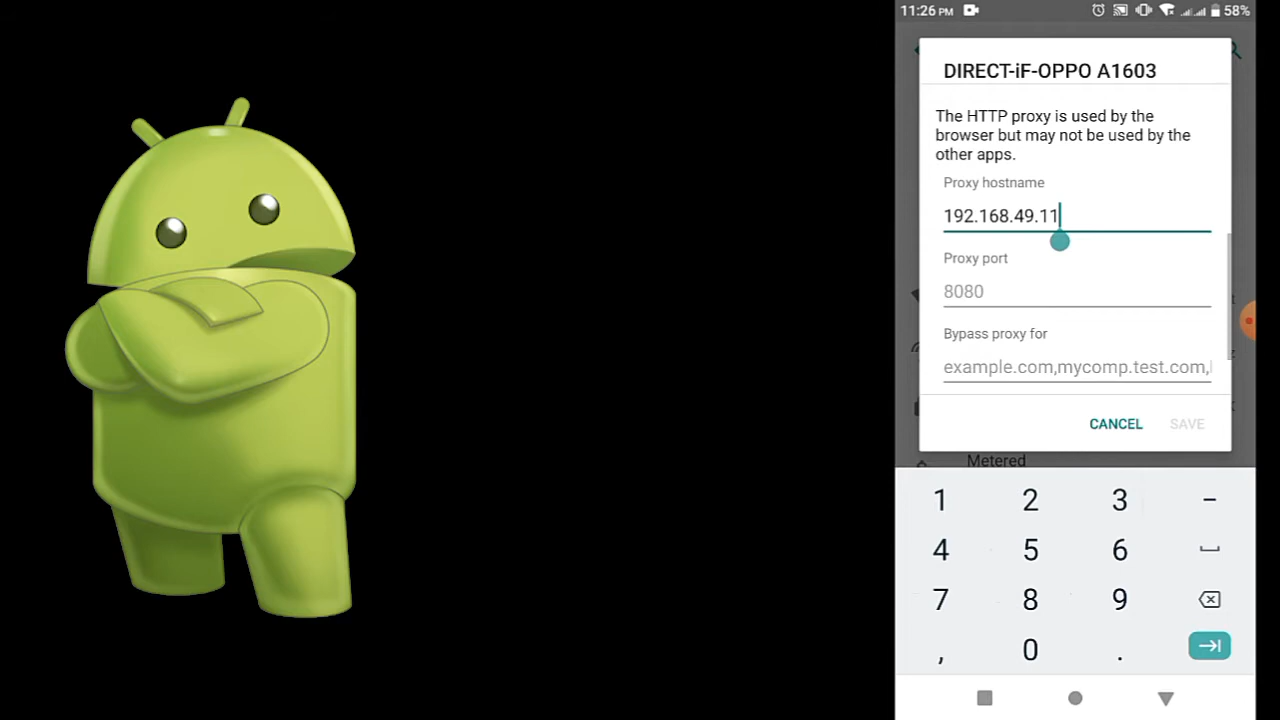 11:26 PM
58%
DIRECT-iF-OPPO A1603
The HTTP proxy is used by the
browser but may not be used by the
other apps.
Proxy hostname
192.168.49.11
Proxy port
8080
Bypass proxy for
example.com,mycomp.test.com,
CANCEL SAVE
Metered
1 2 3 –
4 5 6
7 8 9
, 0 .